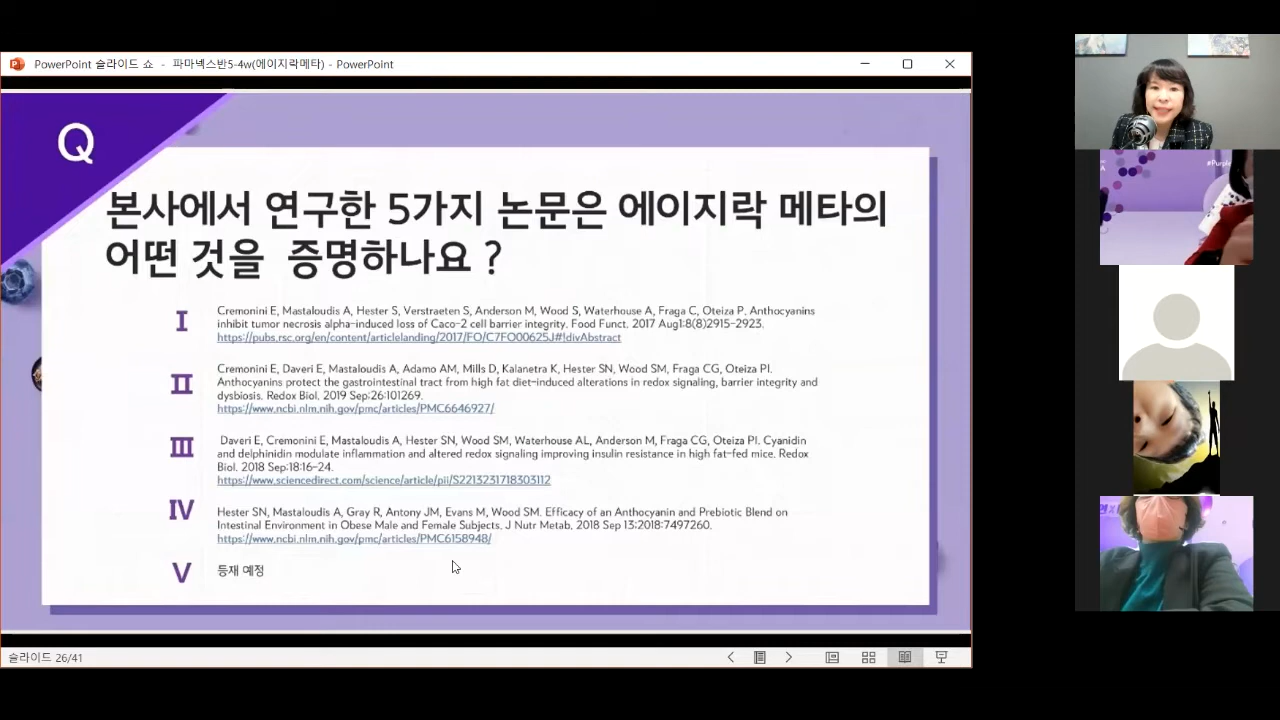 PowerPoint 슬라이드 쇼 - 파마넥스반5-4w(에이지락메타) - PowerPoint
Q
본사에서 연구한 5가지 논문은 에이지락 메타의
어떤 것을 증명하나요 ?
I
Cremonini E, Mastaloudis A, Hester S, Verstraeten S, Anderson M, Wood S, Waterhouse A, Fraga C, Oteiza P. Anthocyanins
inhibit tumor necrosis alpha-induced loss of Caco-2 cell barrier integrity. Food Funct. 2017 Aug1:8(8)2915-2923.
https://pubs.rsc.org/en/content/articlelanding/2017/FO/C7FO00625J#!divAbstract
II
Cremonini E, Daveri E, Mastaloudis A, Adamo AM, Mills D, Kalanetra K, Hester SN, Wood SM, Fraga CG, Oteiza PI.
Anthocyanins protect the gastrointestinal tract from high fat diet-induced alterations in redox signaling, barrier integrity and
dysbiosis. Redox Biol. 2019 Sep:26:101269.
https://www.ncbi.nlm.nih.gov/pmc/articles/PMC6646927/
III
Daveri E, Cremonini E, Mastaloudis A, Hester SN, Wood SM, Waterhouse AL, Anderson M, Fraga CG, Oteiza PI. Cyanidin
and delphinidin modulate inflammation and altered redox signaling improving insulin resistance in high fat-fed mice. Redox
Biol. 2018 Sep:18:16-24.
https://www.sciencedirect.com/science/article/pii/S2213231718303112
IV
Hester SN, Mastaloudis A, Gray R, Antony JM, Evans M, Wood SM. Efficacy of an Anthocyanin and Prebiotic Blend on
Intestinal Environment in Obese Male and Female Subjects. J Nutr Metab. 2018 Sep 13:2018:7497260.
https://www.ncbi.nlm.nih.gov/pmc/articles/PMC6158948/
V
등재 예정
슬라이드 26/41
#Purple